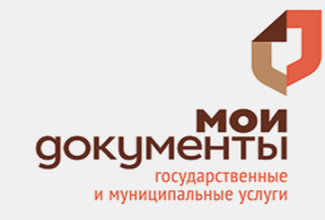 мои
документы
государственные
и муниципальные услуги